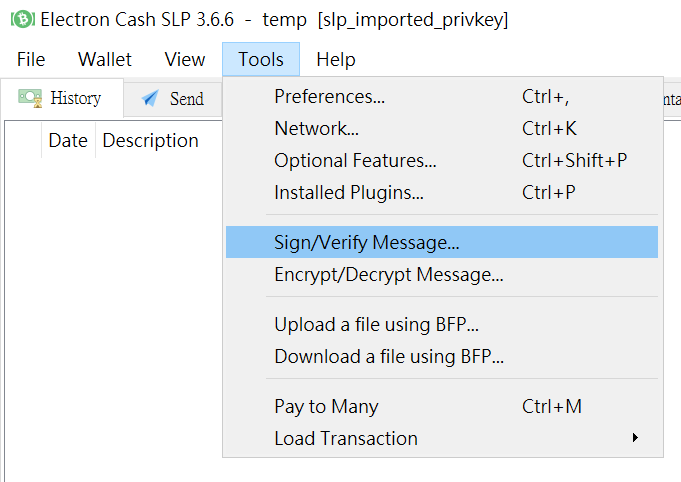 Electron Cash SLP 3.6.6 - temp [slp_imported_privkey]
File Wallet View Tools Help
History Send
Date Description
Preferences... Ctrl+,
Network... Ctrl+K
Optional Features... Ctrl+Shift+P
Installed Plugins... Ctrl+P
Sign/Verify Message...
Encrypt/Decrypt Message...
Upload a file using BFP...
Download a file using BFP...
Pay to Many Ctrl+M
Load Transaction